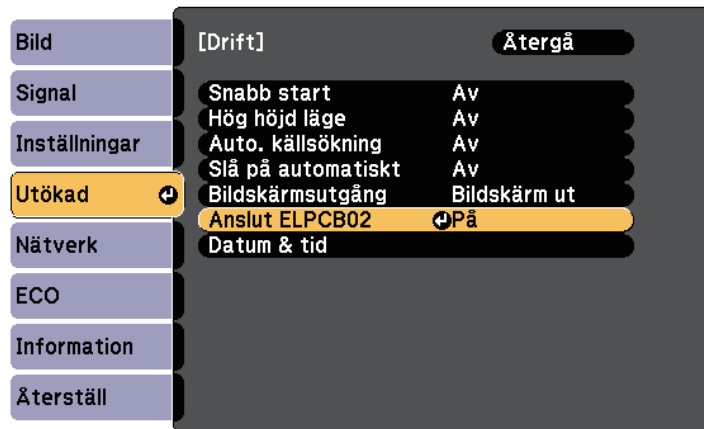 Bild
Signal
Inställningar
Utökad
Nätverk
ECO
Information
Återställ
[Drift] Återgå
Snabb start Av
Hög höjd läge Av
Auto. källsökning Av
Slå på automatiskt Av
Bildskärmsutgång Bildskärm ut
Anslut ELPCB02 På
Datum & tid